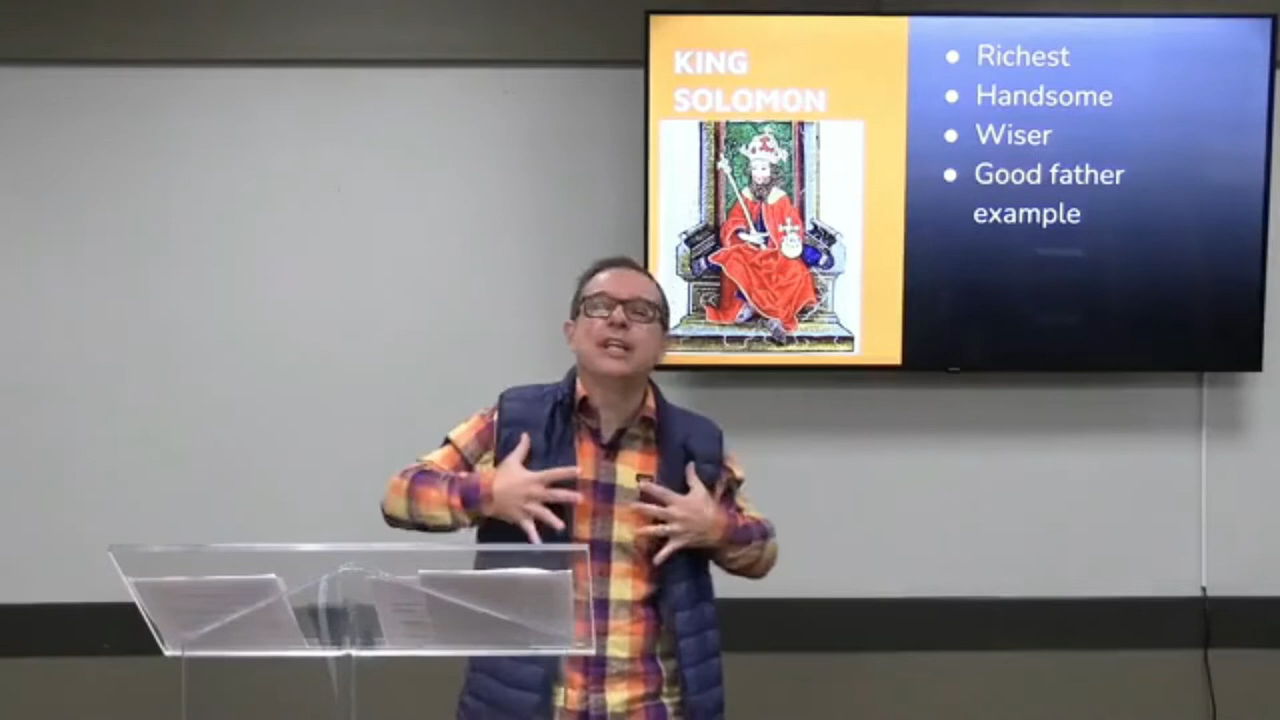 KING
SOLOMON
● Richest
● Handsome
● Wiser
● Good father
example